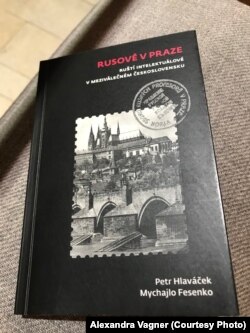 RUSOVÉ V PRAZE
RUŠTÍ INTELEKTUÁLOVÉ
V MEZIVÁLEČNÉM ČESKOSLOVENSKU
Petr Hlaváček
Mychajlo Fesenko
Alexandra Vagner (Courtesy Photo)